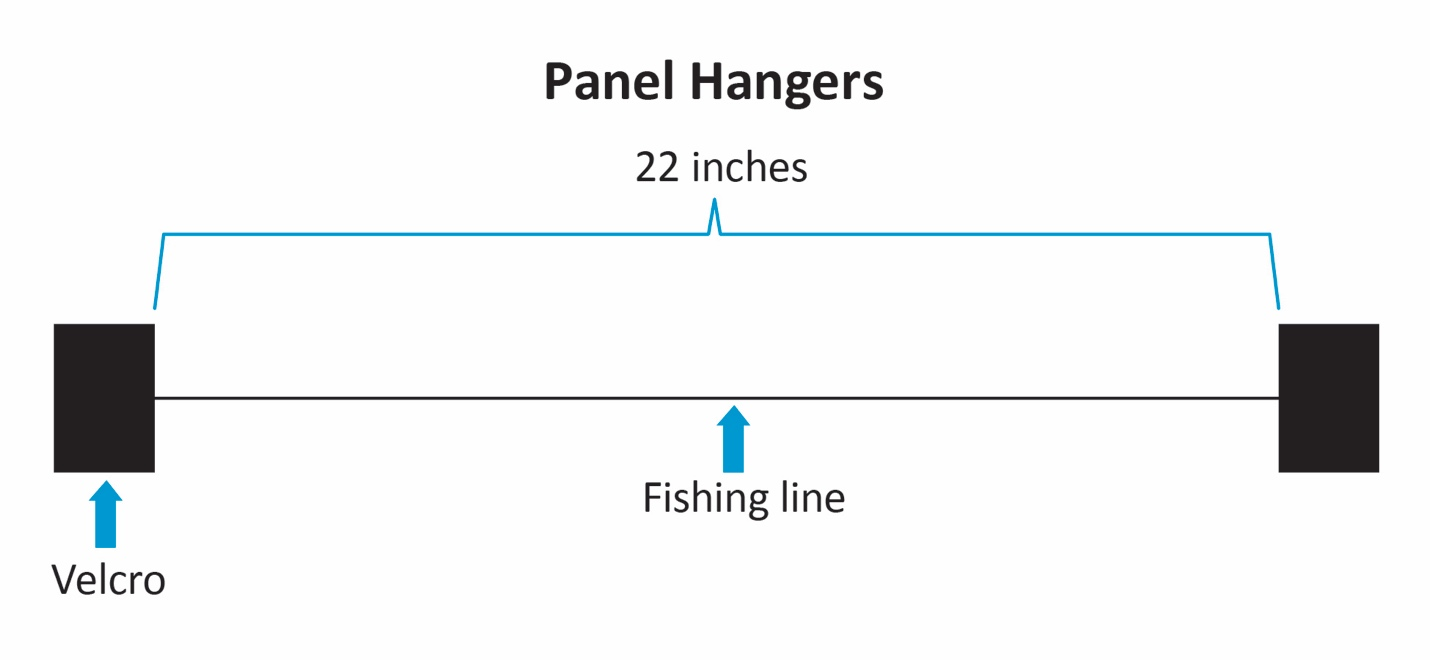 Panel Hangers
22 inches
Fishing line
Velcro